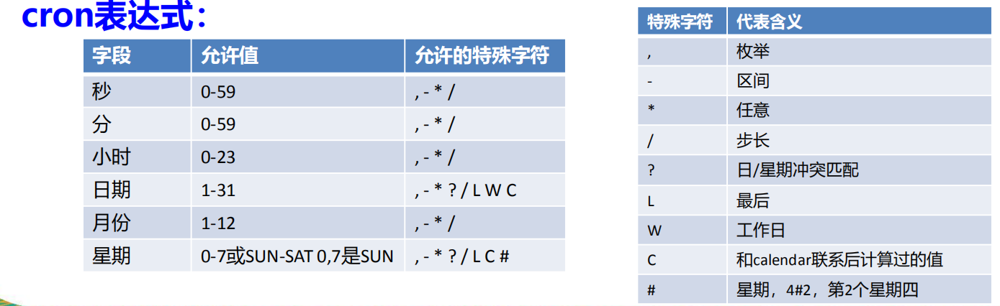 cron表达式：
字段 允许值 允许的特殊字符
秒 0-59 , - * /
分 0-59 , - * /
小时 0-23 , - * /
日期 1-31 , - * ? / L W C
月份 1-12 , - * /
星期 0-7或SUN-SAT 0,7是SUN , - * ? / L C #
特殊字符 代表含义
, 枚举
- 区间
* 任意
/ 步长
? 日/星期冲突匹配
L 最后
W 工作日
C 和calendar联系后计算过的值
# 星期，4#2，第2个星期四